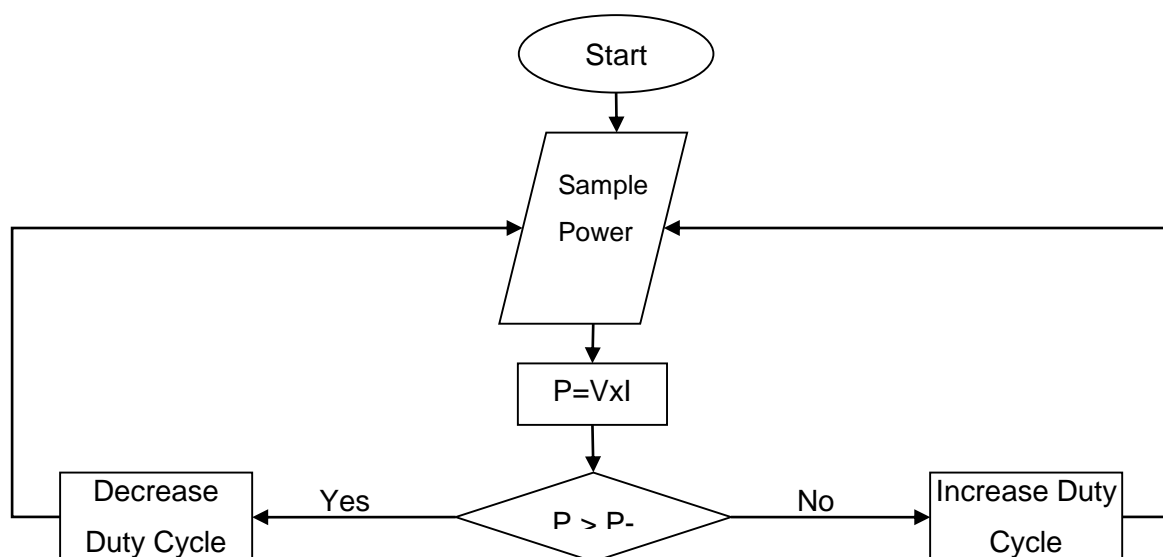 Start
Sample
Power
P=VxI
Yes
No
P > P-
Decrease
Duty Cycle
Increase Duty
Cycle